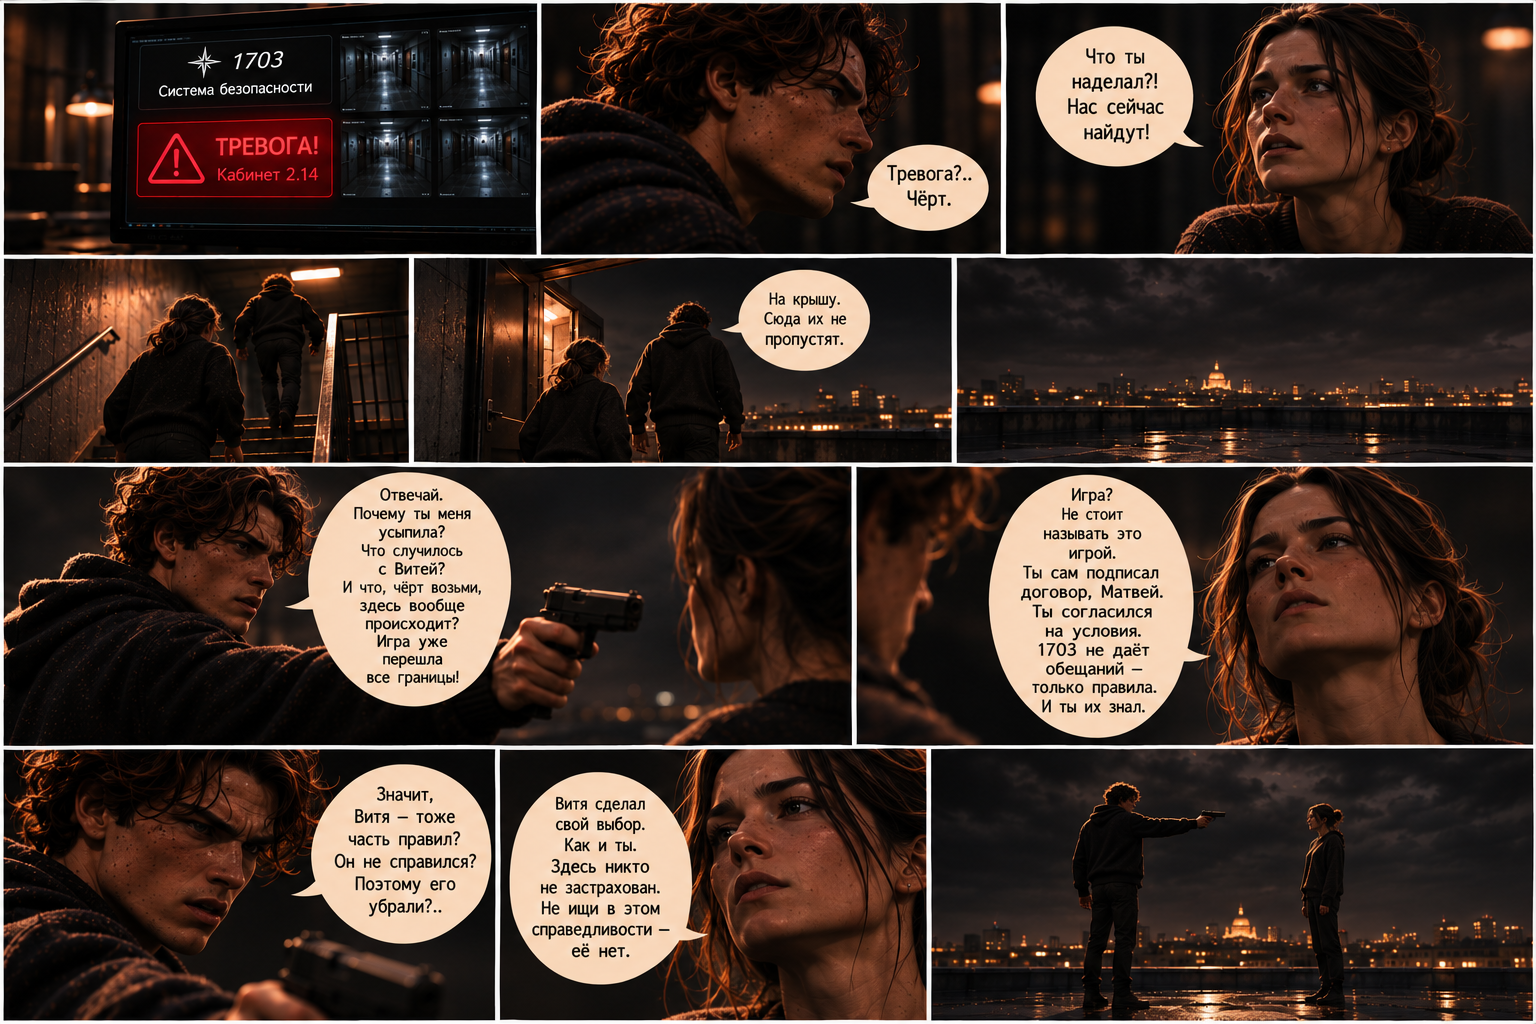 1703
Система безопасности
ТРЕВОГА!
Кабинет 2.14
Тревога?..
Чёрт.
Что ты
наделал?!
Нас сейчас
найдут!
На крышу.
Сюда их не
пропустят.
Отвечай.
Почему ты меня
усыпила?
Что случилось
с Витей?
И что, чёрт возьми,
здесь вообще
происходит?
Игра уже
перешла
все границы!
Игра?
Не стоит
называть это
игрой.
Ты сам подписал
договор, Матвей.
Ты согласился
на условия.
1703 не даёт
обещаний —
только правила.
И ты их знал.
Значит,
Витя — тоже
часть правил?
Он не справился?
Поэтому его
убрали?..
Витя сделал
свой выбор.
Как и ты.
Здесь никто
не застрахован.
Не ищи в этом
справедливости —
её нет.